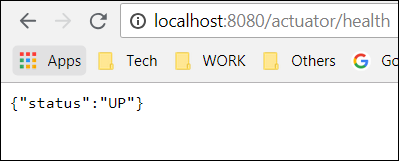 localhost:8080/actuator/health
Apps Tech WORK Others Go
{"status":"UP"}